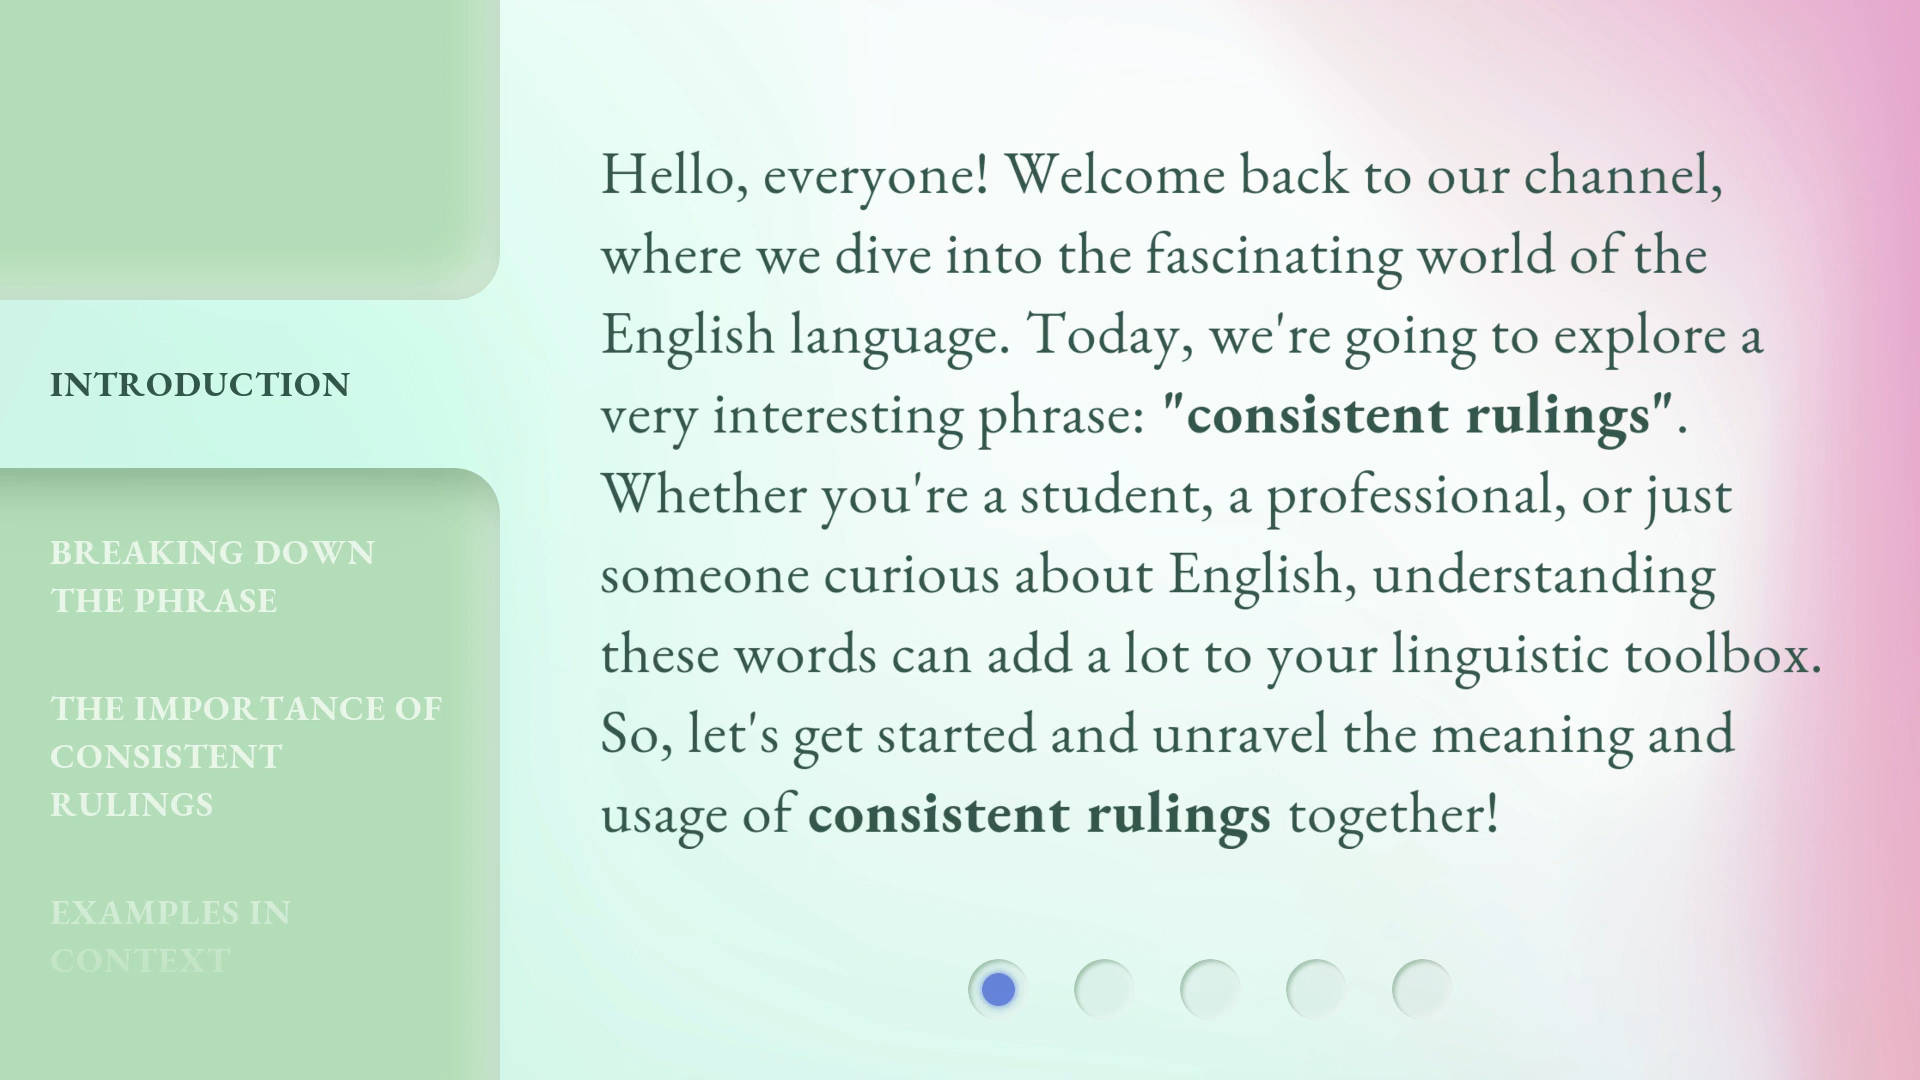 INTRODUCTION
BREAKING DOWN
THE PHRASE
THE IMPORTANCE OF
CONSISTENT
RULINGS
EXAMPLES IN
CONTEXT
Hello, everyone! Welcome back to our channel,
where we dive into the fascinating world of the
English language. Today, we're going to explore a
very interesting phrase: "consistent rulings".
Whether you're a student, a professional, or just
someone curious about English, understanding
these words can add a lot to your linguistic toolbox.
So, let's get started and unravel the meaning and
usage of consistent rulings together!